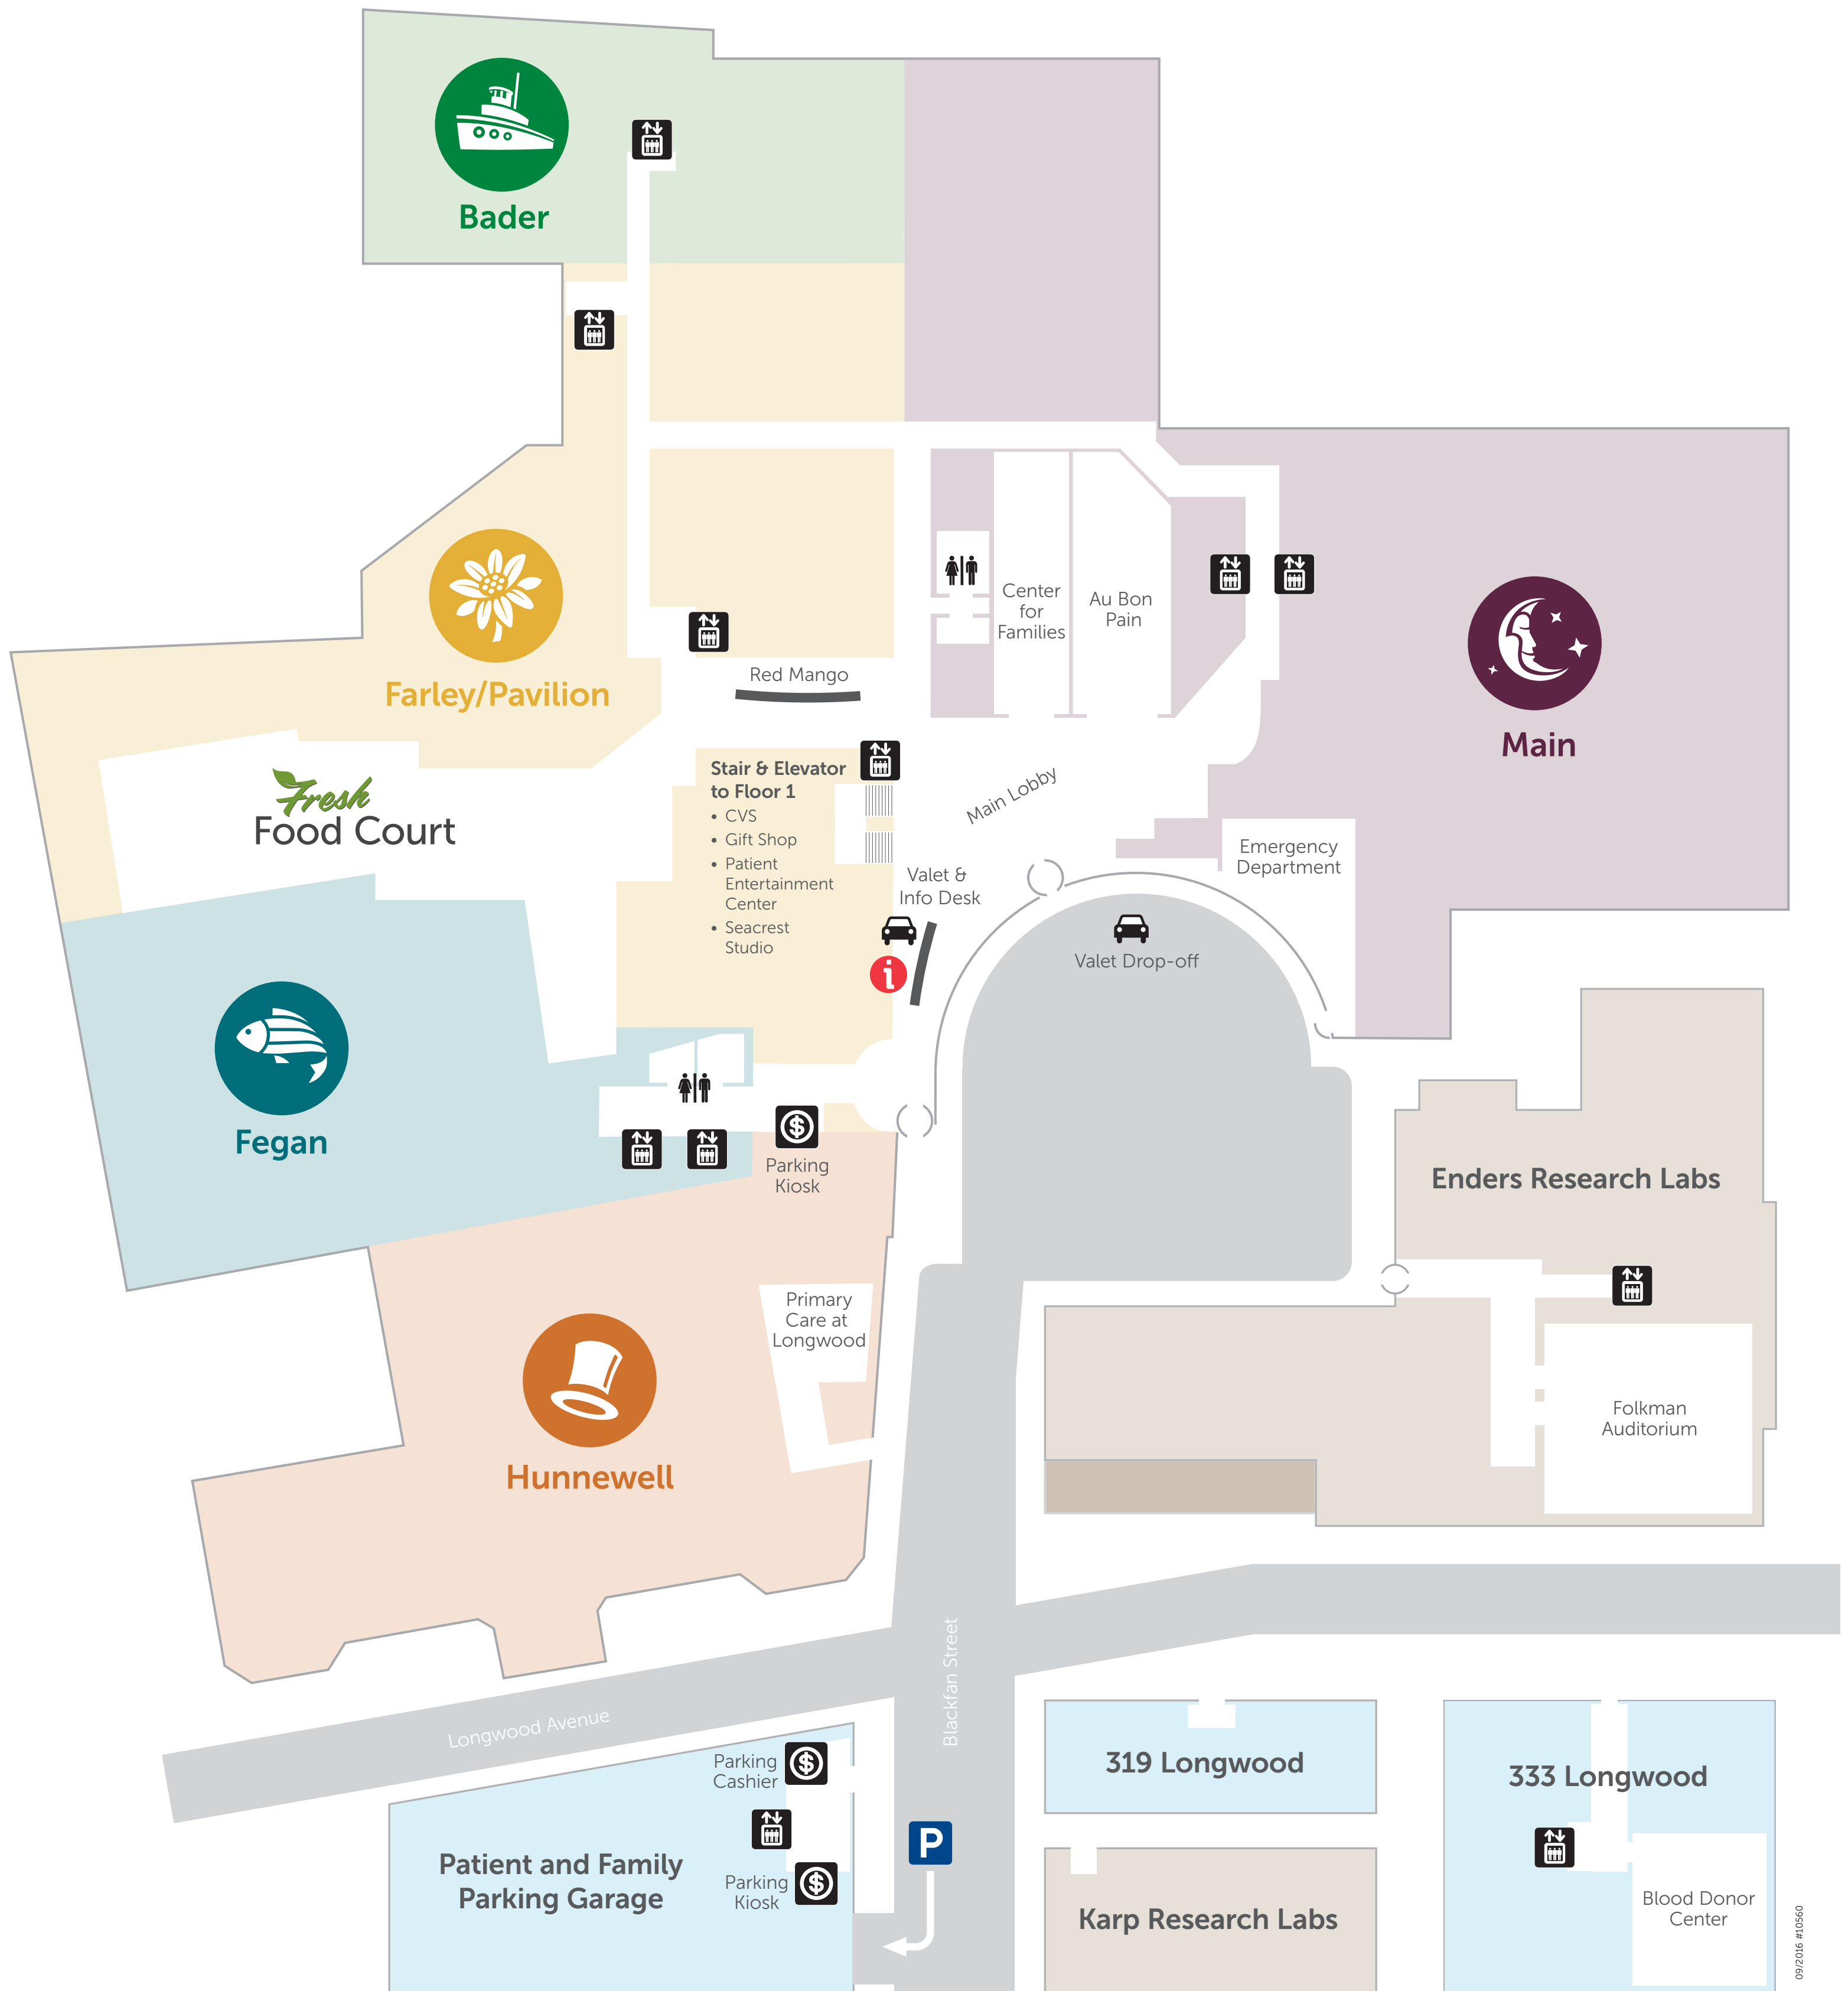 Bader
Farley/Pavilion
Red Mango
Center
for
Families
Au Bon
Pain
Main
Fresh
Food Court
Stair & Elevator
to Floor 1
• CVS
• Gift Shop
• Patient
Entertainment
Center
• Seacrest
Studio
Main Lobby
Valet &
Info Desk
i
Emergency
Department
Valet Drop-off
Fegan
$
Parking
Kiosk
Enders Research Labs
Primary
Care at
Longwood
Folkman
Auditorium
Hunnewell
Longwood Avenue
Blackfan Street
Parking
Cashier
$
Parking
Kiosk
$
Patient and Family
Parking Garage
P
319 Longwood
333 Longwood
Karp Research Labs
Blood Donor
Center
09/2016 #10560